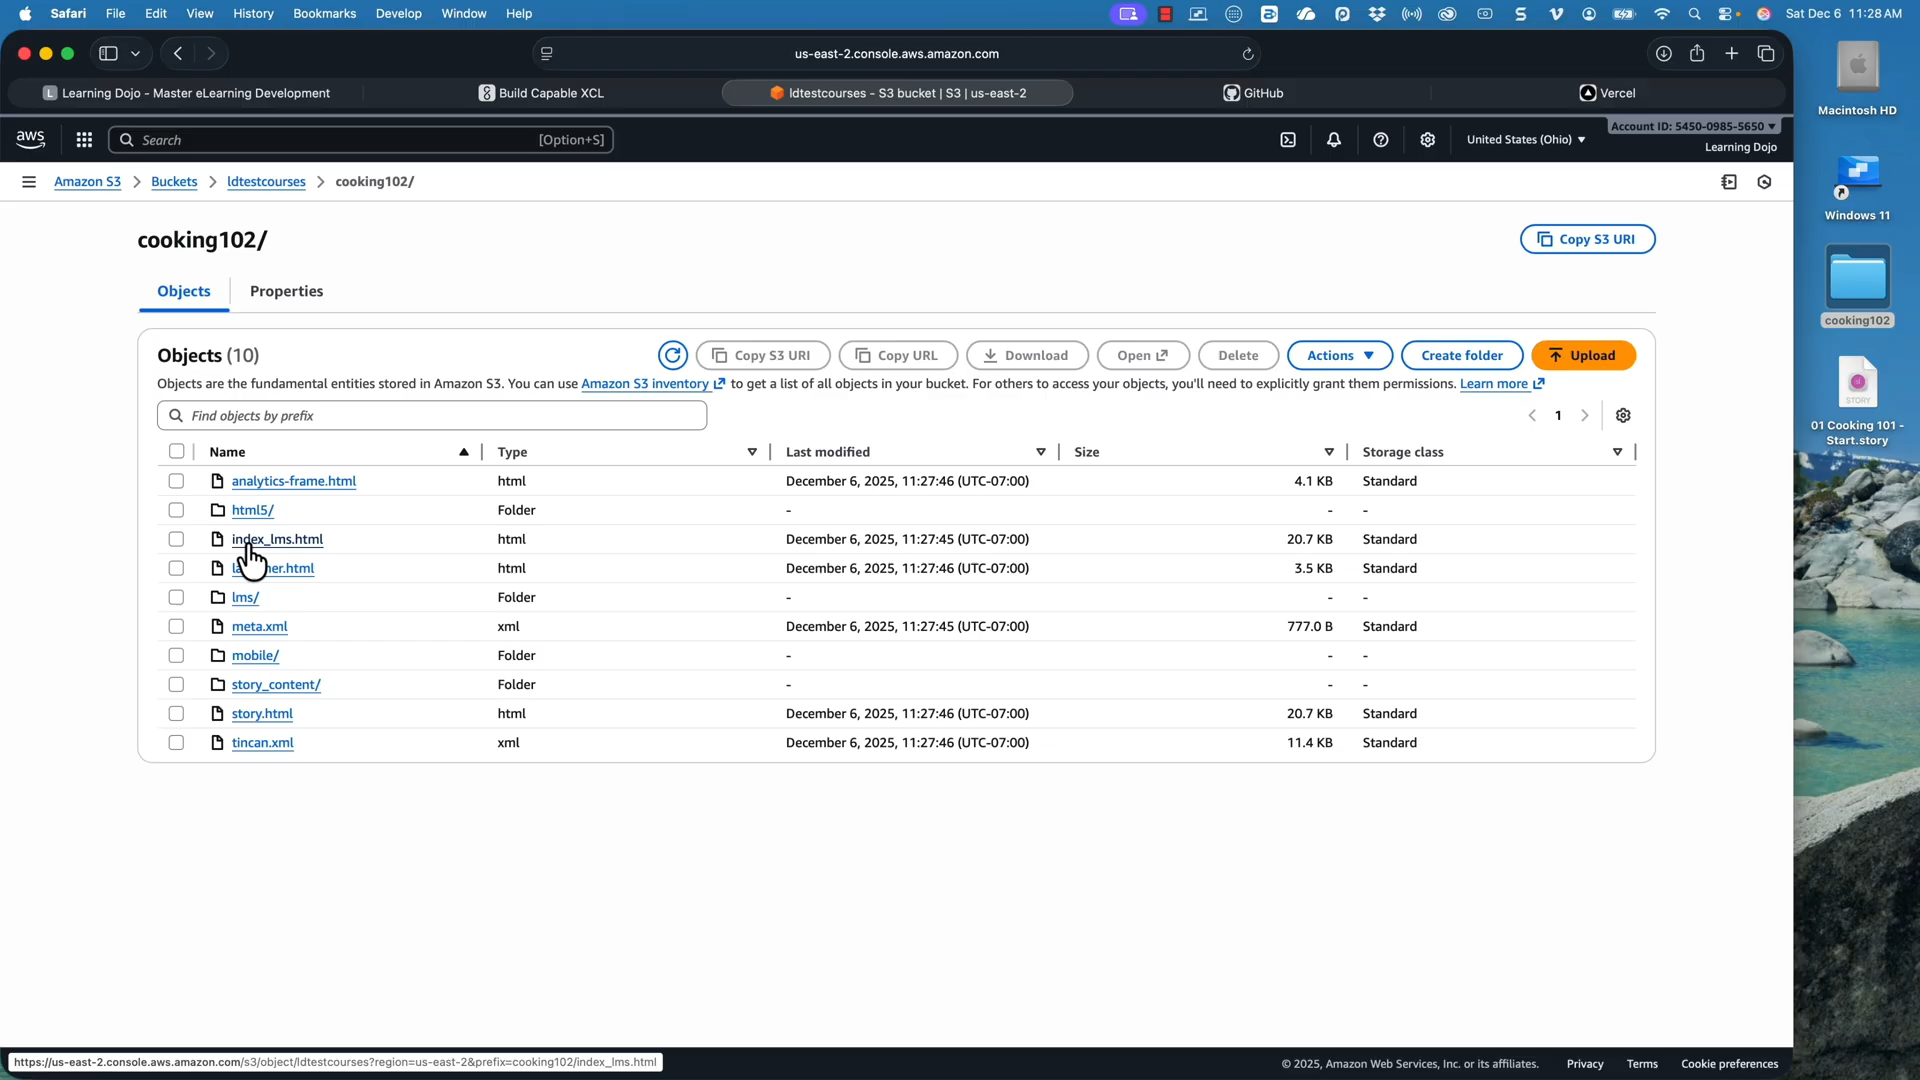 Safari File Edit View History Bookmarks Develop Window Help
Sat Dec 6 11:28 AM
us-east-2.console.aws.amazon.com
L Learning Dojo - Master eLearning Development
Build Capable XCL
ldtestcourses - S3 bucket | S3 | us-east-2
GitHub
Vercel
aws
Search [Option+S]
United States (Ohio)
Account ID: 5450-0985-5650
Learning Dojo
Amazon S3 > Buckets > ldtestcourses > cooking102/
cooking102/
Copy S3 URI
Objects
Properties
Objects (10)
Copy S3 URI
Copy URL
Download
Open
Delete
Actions
Create folder
Upload
Objects are the fundamental entities stored in Amazon S3. You can use Amazon S3 inventory to get a list of all objects in your bucket. For others to access your objects, you'll need to explicitly grant them permissions. Learn more
Find objects by prefix
1
Name Type Last modified Size Storage class
analytics-frame.html html December 6, 2025, 11:27:46 (UTC-07:00) 4.1 KB Standard
html5/ Folder - - -
index_lms.html html December 6, 2025, 11:27:45 (UTC-07:00) 20.7 KB Standard
html December 6, 2025, 11:27:46 (UTC-07:00) 3.5 KB Standard
lms/ Folder - - -
meta.xml xml December 6, 2025, 11:27:45 (UTC-07:00) 777.0 B Standard
mobile/ Folder - - -
story_content/ Folder - - -
story.html html December 6, 2025, 11:27:46 (UTC-07:00) 20.7 KB Standard
tincan.xml xml December 6, 2025, 11:27:46 (UTC-07:00) 11.4 KB Standard
https://us-east-2.console.aws.amazon.com/s3/object/ldtestcourses?region=us-east-2&prefix=cooking102/index_lms.html
© 2025, Amazon Web Services, Inc. or its affiliates.
Privacy
Terms
Cookie preferences
Macintosh HD
Windows 11
cooking102
STORY
01 Cooking 101 -
Start.story